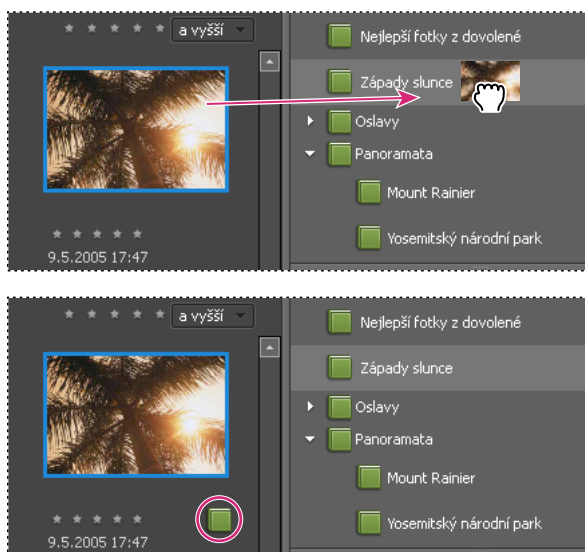 a vyšší
Nejlepší fotky z dovolené
Západy slunce
Oslavy
Panoramata
Mount Rainier
Yosemitský národní park
9.5.2005 17:47
a vyšší
Nejlepší fotky z dovolené
Západy slunce
Oslavy
Panoramata
Mount Rainier
Yosemitský národní park
9.5.2005 17:47